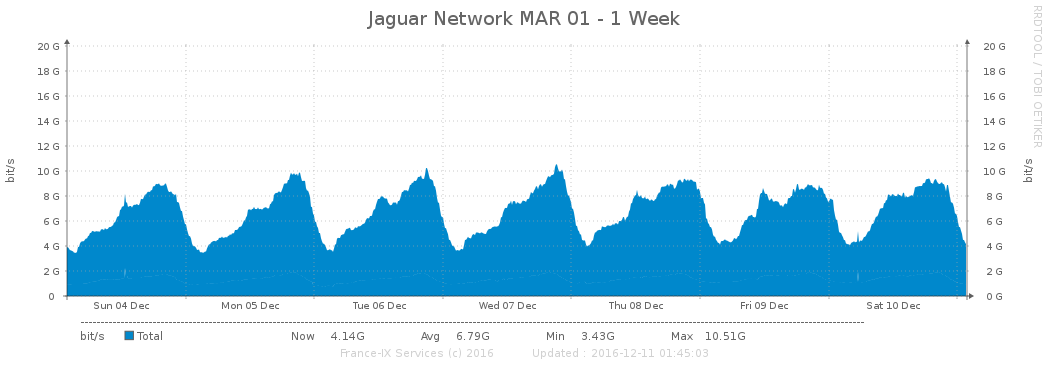 Jaguar Network MAR 01 - 1 Week
RRDTOOL / TOBI OETIKER
bit/s
20 G
18 G
16 G
14 G
12 G
10 G
8 G
6 G
4 G
2 G
0
20 G
18 G
16 G
14 G
12 G
10 G
8 G
6 G
4 G
2 G
0 G
bit/s
Sun 04 Dec Mon 05 Dec Tue 06 Dec Wed 07 Dec Thu 08 Dec Fri 09 Dec Sat 10 Dec
bit/s Total Now 4.14G Avg 6.79G Min 3.43G Max 10.51G
France-IX Services (c) 2016 Updated : 2016-12-11 01:45:03